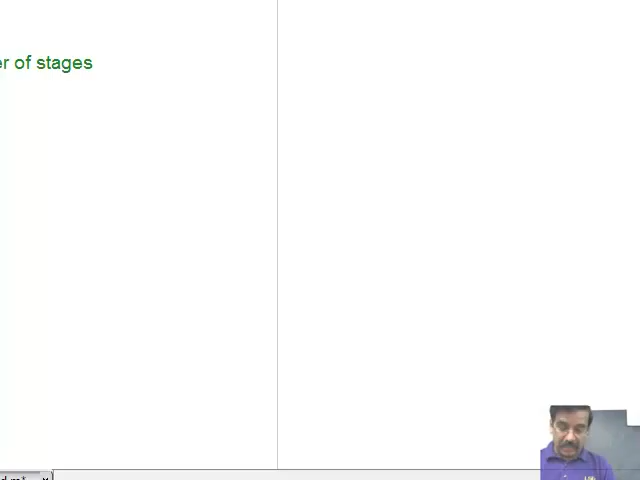 er of stages
d.m* x